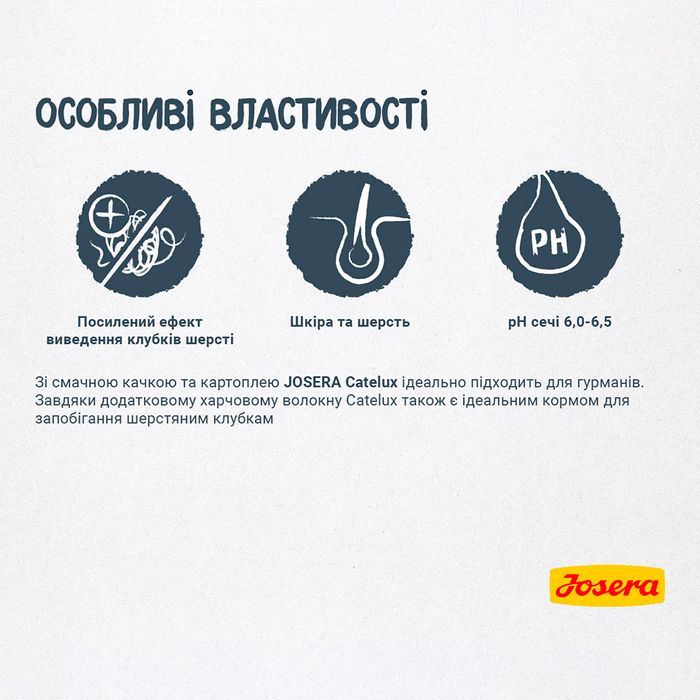 ОСОБЛИВІ ВЛАСТИВОСТІ
PH
Посилений ефект
виведення клубків шерсті
Шкіра та шерсть
pH сечі 6,0-6,5
Зі смачною качкою та картоплею JOSERA Catelux ідеально підходить для гурманів.
Завдяки додатковому харчовому волокну Catelux також є ідеальним кормом для
запобігання шерстяним клубкам
Josera